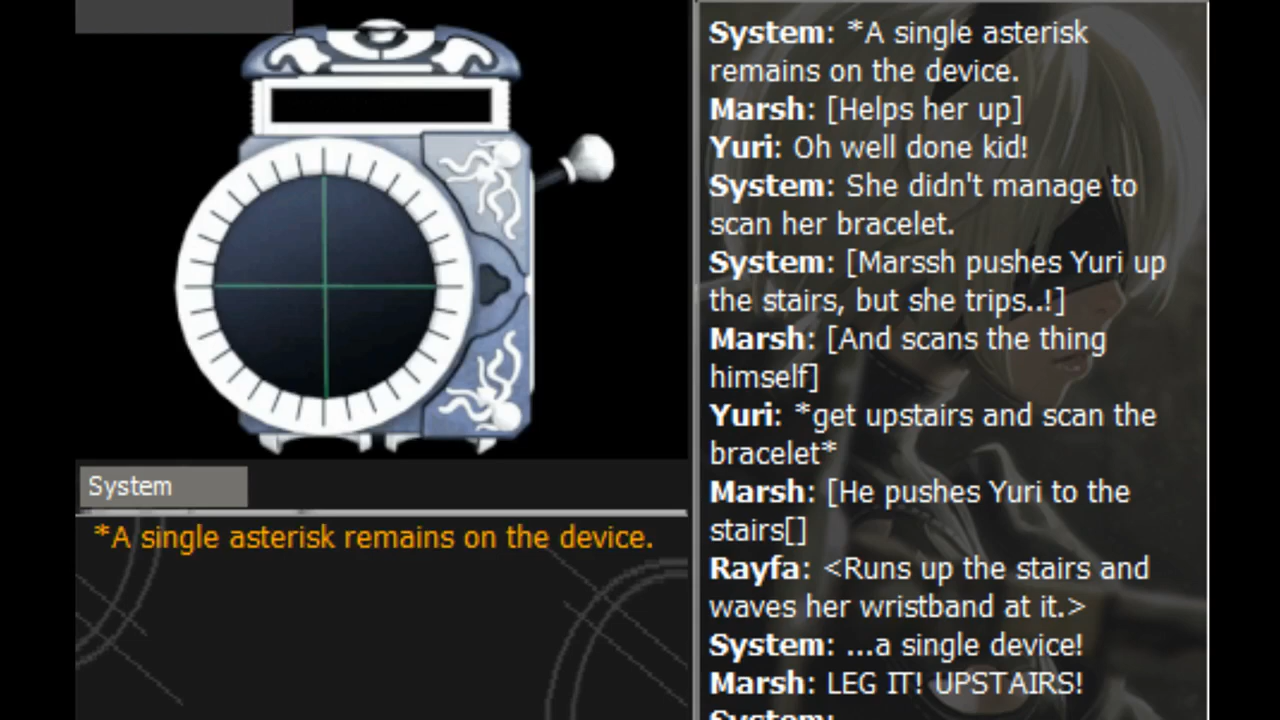 System
*A single asterisk remains on the device.
System: *A single asterisk
remains on the device.
Marsh: [Helps her up]
Yuri: Oh well done kid!
System: She didn't manage to
scan her bracelet.
System: [Marssh pushes Yuri up
the stairs, but she trips..!]
Marsh: [And scans the thing
himself]
Yuri: *get upstairs and scan the
bracelet*
Marsh: [He pushes Yuri to the
stairs[]
Rayfa: <Runs up the stairs and
waves her wristband at it.>
System: ...a single device!
Marsh: LEG IT! UPSTAIRS!
System: